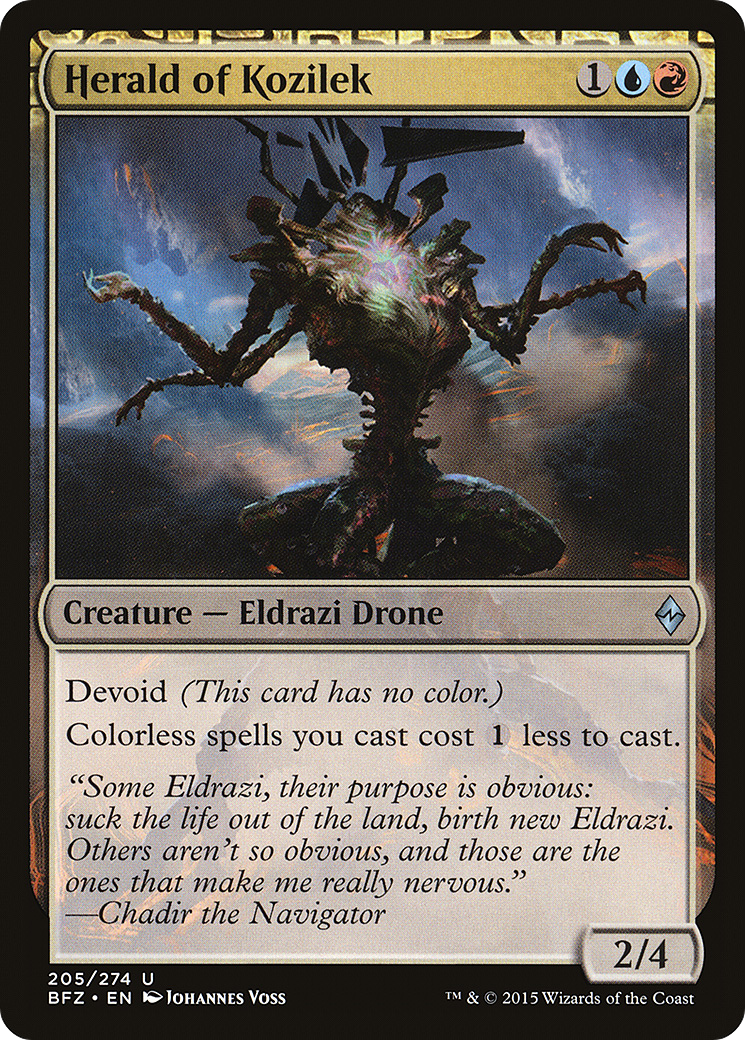 Herald of Kozilek 1
Creature — Eldrazi Drone
Devoid (This card has no color.)
Colorless spells you cast cost 1 less to cast.
“Some Eldrazi, their purpose is obvious:
suck the life out of the land, birth new Eldrazi.
Others aren’t so obvious, and those are the
ones that make me really nervous.”
—Chadir the Navigator
2/4
205/274 U
BFZ • EN Johannes Voss ™ & © 2015 Wizards of the Coast